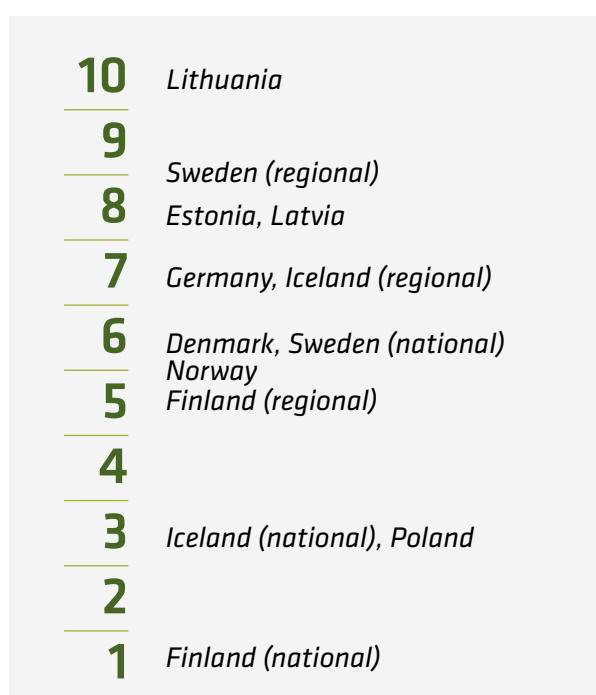 10 Lithuania
9
Sweden (regional)
8 Estonia, Latvia
7 Germany, Iceland (regional)
6 Denmark, Sweden (national)
Norway
5 Finland (regional)
4
3 Iceland (national), Poland
2
1 Finland (national)